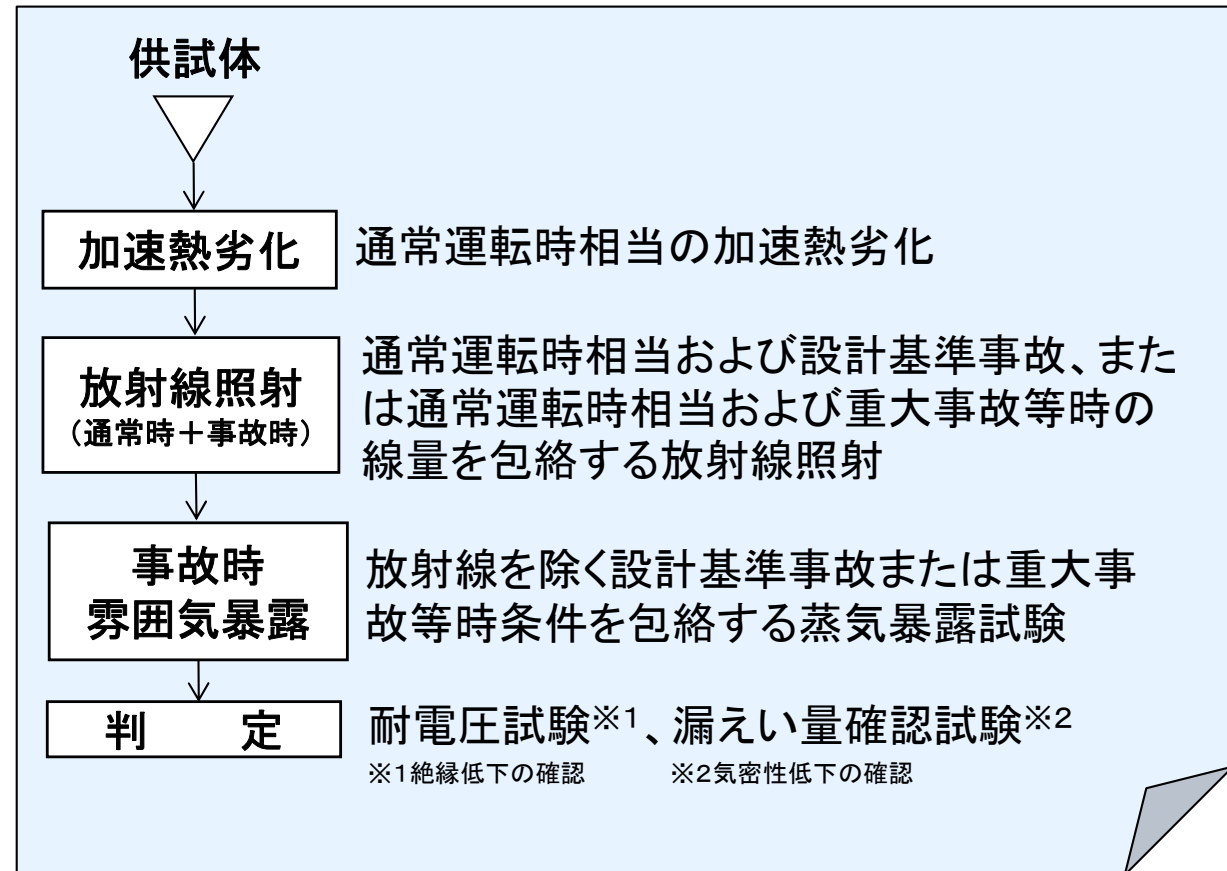 供試体
加速熱劣化
通常運転時相当の加速熱劣化
放射線照射
（通常時＋事故時）
通常運転時相当および設計基準事故、また
は通常運転時相当および重大事故等時の
線量を包絡する放射線照射
事故時
雰囲気暴露
放射線を除く設計基準事故または重大事
故等時条件を包絡する蒸気暴露試験
判　　定
耐電圧試験※1、漏えい量確認試験※2
※1絶縁低下の確認　　※2気密性低下の確認